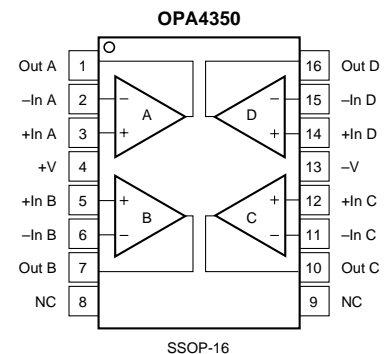 OPA4350
Out A 1 16 Out D
–In A 2 – – 15 –In D
A D
+In A 3 + + 14 +In D
+V 4 13 –V
+In B 5 + + 12 +In C
B C
–In B 6 – – 11 –In C
Out B 7 10 Out C
NC 8 9 NC
SSOP-16